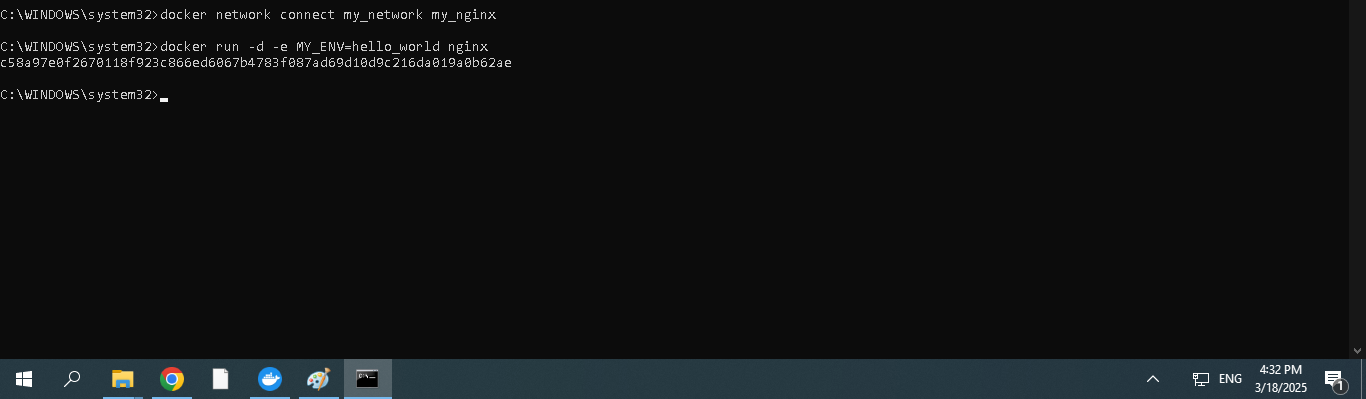 C:\WINDOWS\system32>docker network connect my_network my_nginx
C:\WINDOWS\system32>docker run -d -e MY_ENV=hello_world nginx
c58a97e0f2670118f923c866ed6067b4783f087ad69d10d9c216da019a0b62ae
C:\WINDOWS\system32>
ENG
4:32 PM
3/18/2025
1